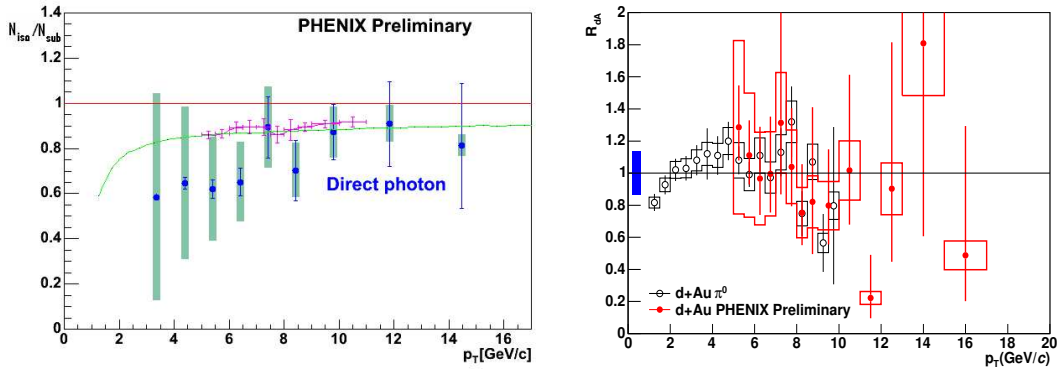 N_iso/N_sub
PHENIX Preliminary
1.4
1.2
1
0.8
0.6
0.4
0.2
0
Direct photon
0 2 4 6 8 10 12 14 16
p_T[GeV/c]
R_dA
2
1.8
1.6
1.4
1.2
1
0.8
0.6
0.4
0.2
0
d+Au π⁰
d+Au PHENIX Preliminary
0 2 4 6 8 10 12 14 16 18 20
p_T(GeV/c)